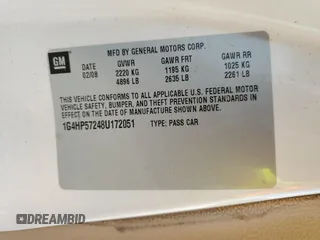 GM
MFD BY GENERAL MOTORS CORP.
DATE GVWR GAWR FRT GAWR RR
02/08 2220 KG 1195 KG 1025 KG
4896 LB 2635 LB 2261 LB
THIS VEHICLE CONFORMS TO ALL APPLICABLE U.S. FEDERAL MOTOR
VEHICLE SAFETY, BUMPER, AND THEFT PREVENTION STANDARDS IN
EFFECT ON THE DATE OF MANUFACTURE SHOWN ABOVE.
1G4HP57248U172051 TYPE: PASS CAR
DREAMBID